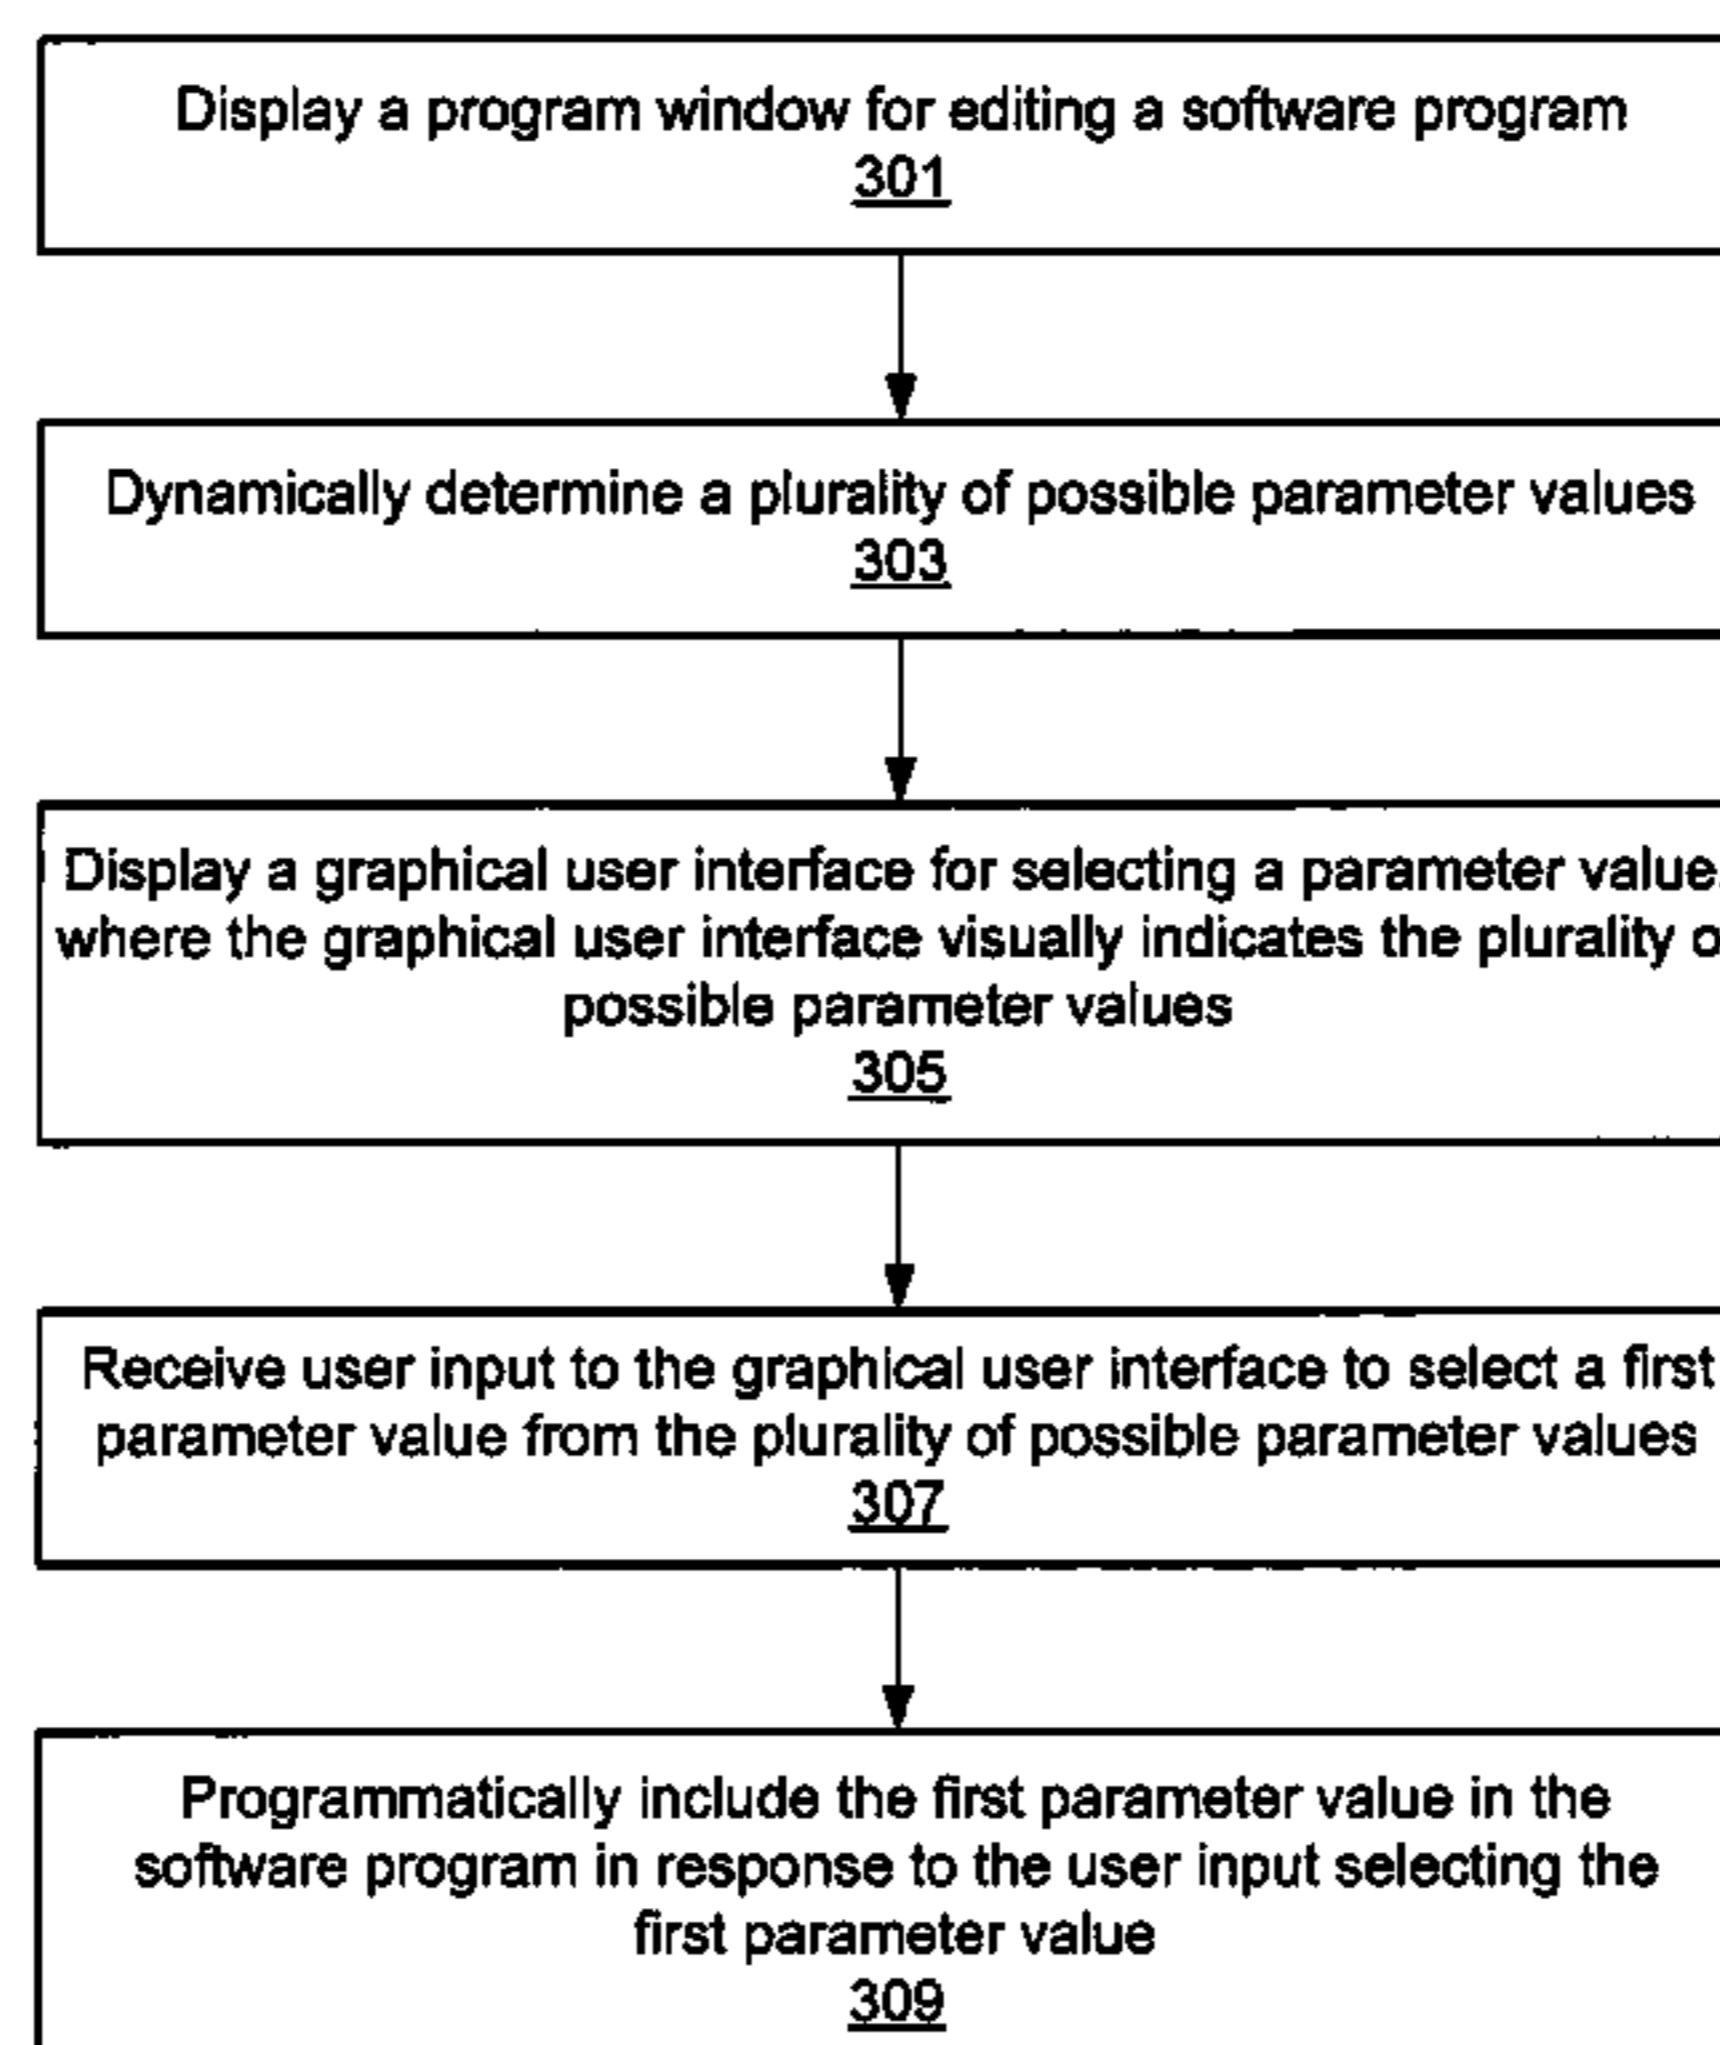 Display a program window for editing a software program
301
Dynamically determine a plurality of possible parameter values
303
Display a graphical user interface for selecting a parameter value,
where the graphical user interface visually indicates the plurality
possible parameter values
305
Receive user input to the graphical user interface to select a first
parameter value from the plurality of possible parameter values
307
Programmatically include the first parameter value in the
software program in response to the user input selecting the
first parameter value
309